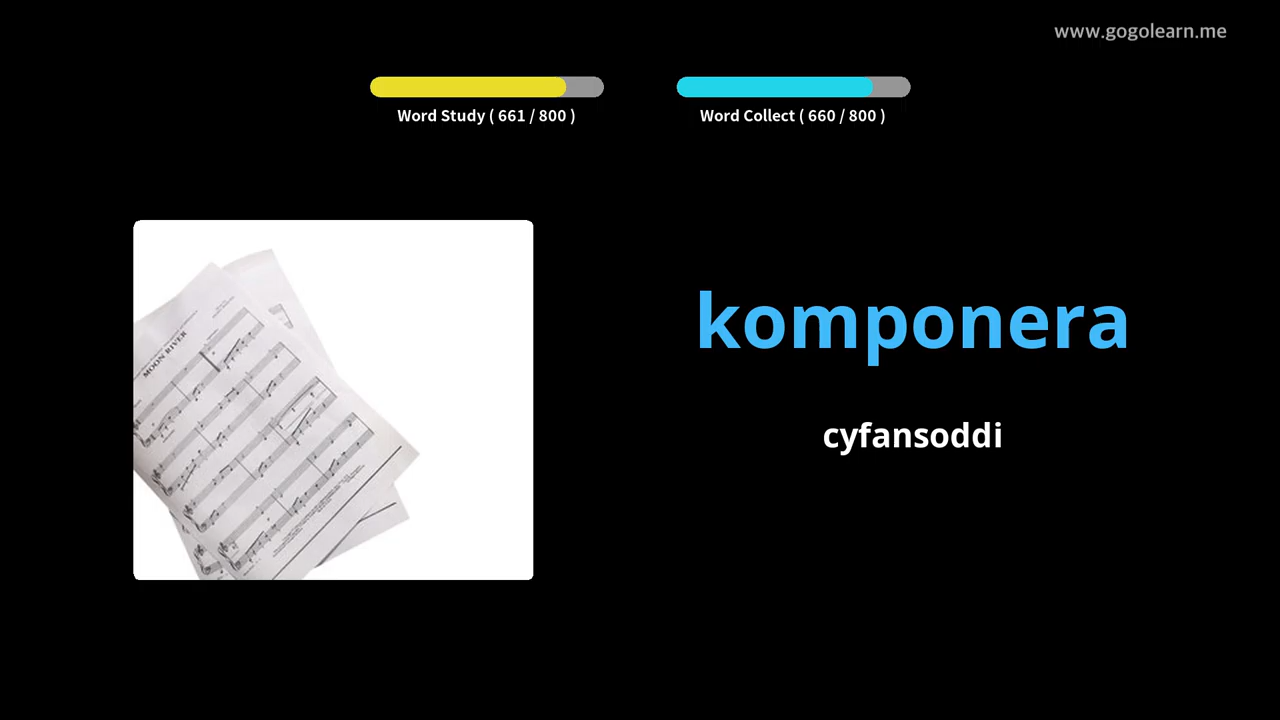 www.gogolearn.me
Word Study ( 661 / 800 )
Word Collect ( 660 / 800 )
MOON RIVER
komponera
cyfansoddi